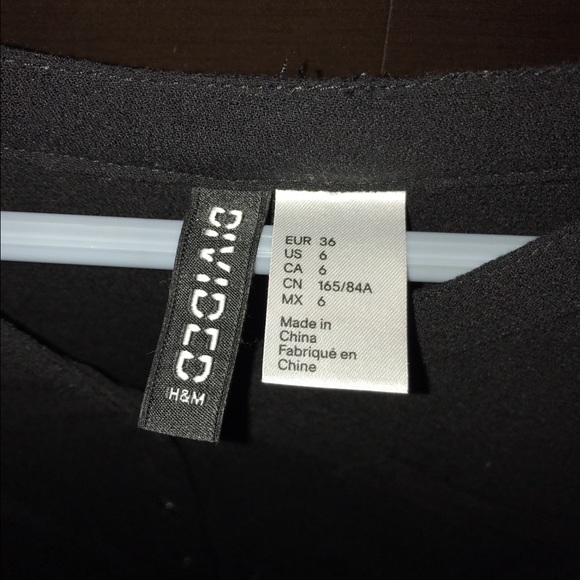 DIVIDED
H&M
EUR 36
US 6
CA 6
CN 165/84A
MX 6
Made in
China
Fabriqué en
Chine